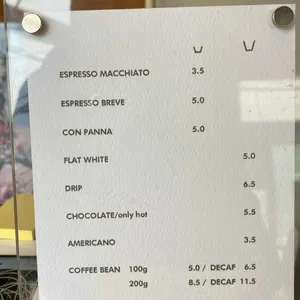 ESPRESSO MACCHIATO 3.5
ESPRESSO BREVE 5.0
CON PANNA 5.0
FLAT WHITE 5.0
DRIP 6.5
CHOCOLATE/only hot 5.5
AMERICANO 3.5
COFFEE BEAN 100g 5.0 / DECAF 6.5
200g 8.5 / DECAF 11.5